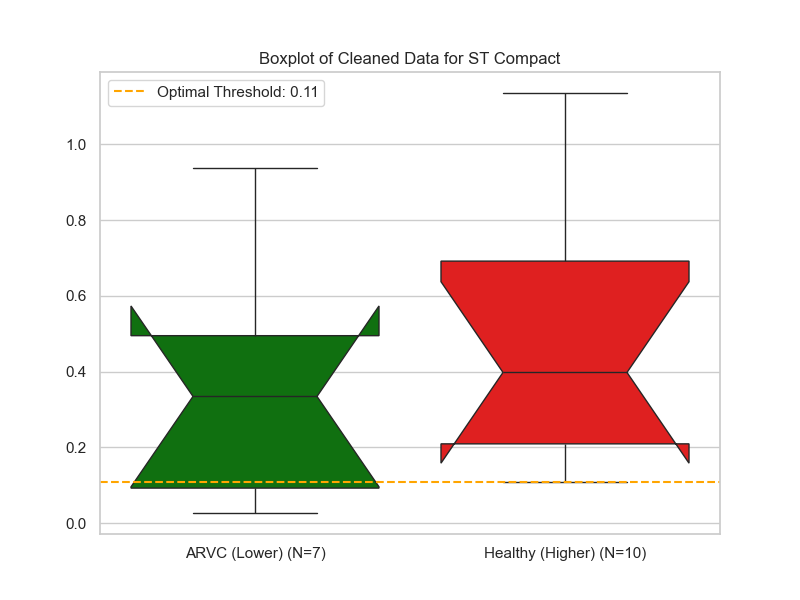 Boxplot of Cleaned Data for ST Compact
Optimal Threshold: 0.11
1.0
0.8
0.6
0.4
0.2
0.0
ARVC (Lower) (N=7)
Healthy (Higher) (N=10)